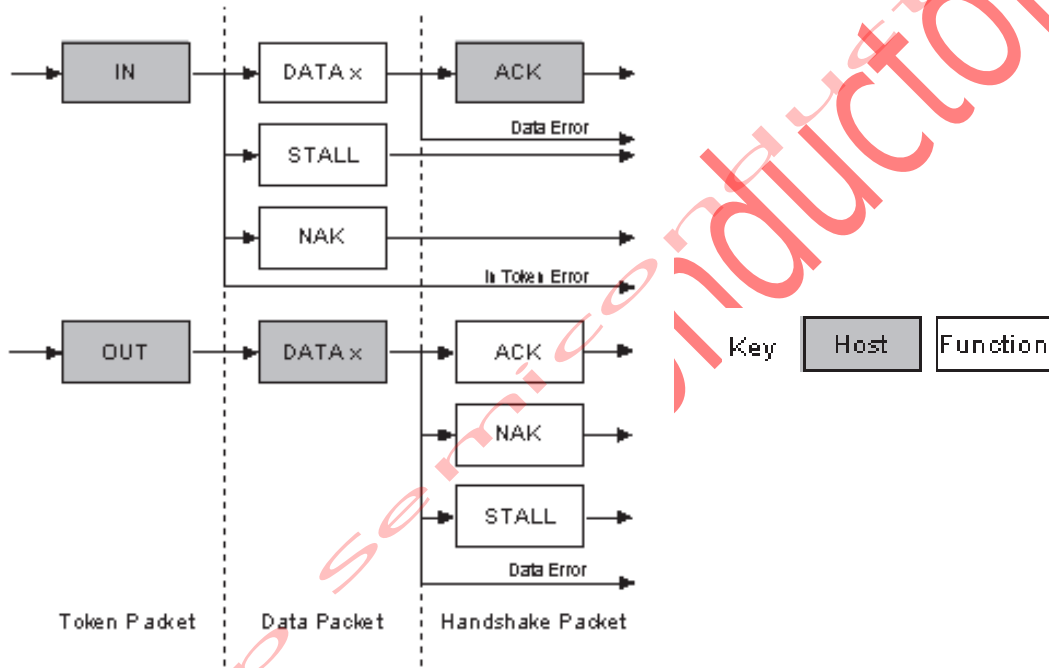 IN
DATA x
ACK
Data Error
STALL
NAK
In Token Error
OUT
DATA x
ACK
Key
Host
Function
NAK
STALL
Data Error
Token Packet
Data Packet
Handshake Packet